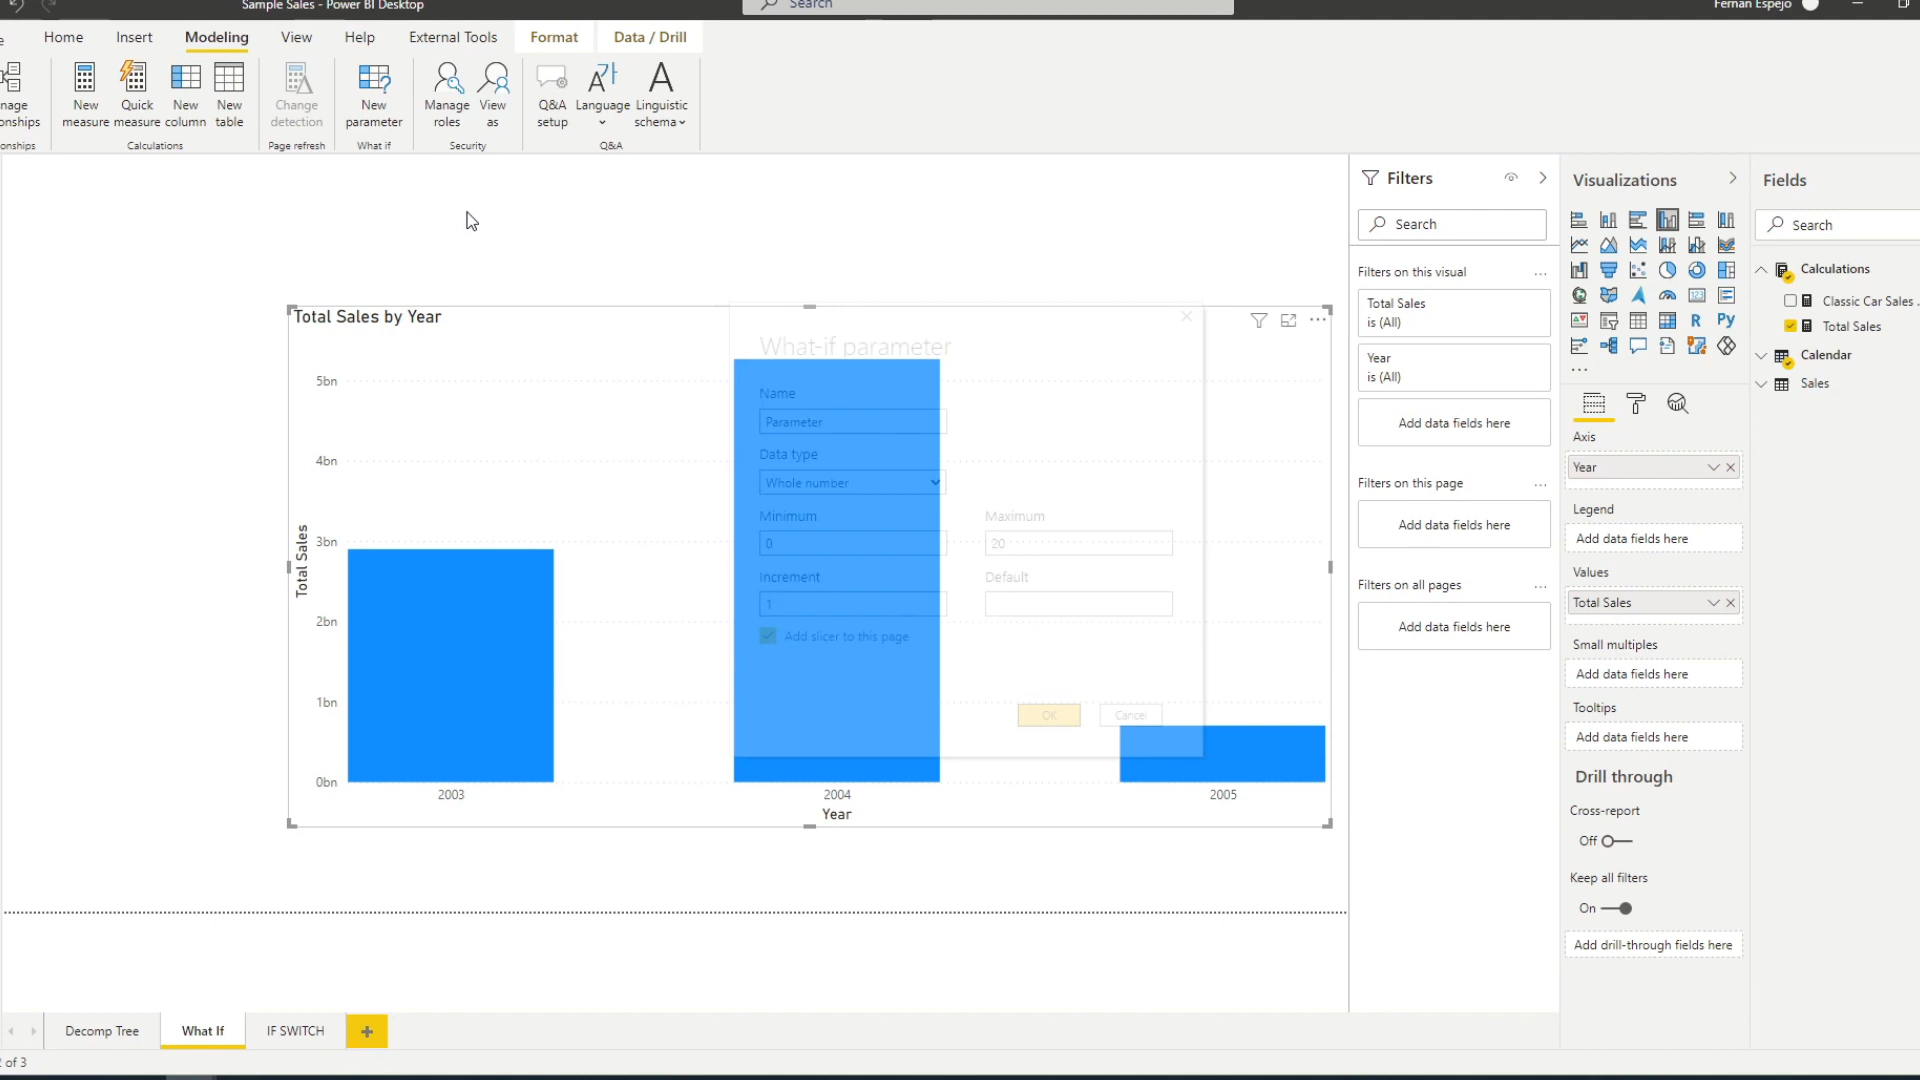 Sample Sales - Power BI Desktop
Search
Fernan Espejo
Home
Insert
Modeling
View
Help
External Tools
Format
Data / Drill
nage
onships
New
measure
Quick
measure
New
column
New
table
Change
detection
New
parameter
Manage
roles
View
as
Q&A
setup
Language
Linguistic
schema
onships
Calculations
Page refresh
What if
Security
Q&A
Total Sales by Year
Total Sales
5bn
4bn
3bn
2bn
1bn
0bn
2003
2004
2005
Year
What-if parameter
Name
Parameter
Data type
Whole number
Minimum
0
Maximum
20
Increment
1
Default
Add slicer to this page
OK
Cancel
Filters
Search
Filters on this visual
...
Total Sales
is (All)
Year
is (All)
Add data fields here
Filters on this page
...
Add data fields here
Filters on all pages
...
Add data fields here
Visualizations
123
R
Py
...
Axis
Year
Legend
Add data fields here
Values
Total Sales
Small multiples
Add data fields here
Tooltips
Add data fields here
Drill through
Cross-report
Off
Keep all filters
On
Add drill-through fields here
Fields
Search
Calculations
Classic Car Sales ..
Total Sales
Calendar
Sales
Decomp Tree
What If
IF SWITCH
+
of 3